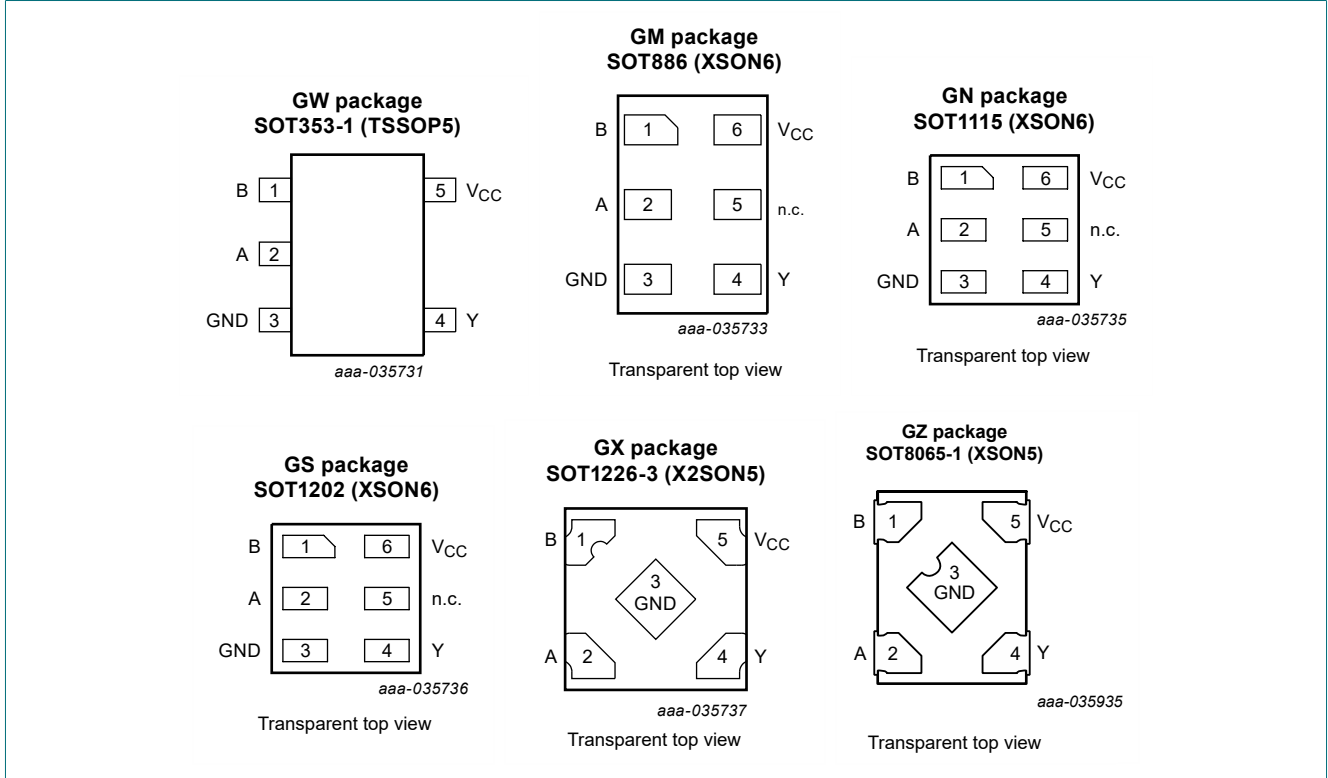 GW package
SOT353-1 (TSSOP5)
B 1 5 VCC
A 2
GND 3 4 Y
aaa-035731
GM package
SOT886 (XSON6)
B 1 6 VCC
A 2 5 n.c.
GND 3 4 Y
aaa-035733
Transparent top view
GN package
SOT1115 (XSON6)
B 1 6 VCC
A 2 5 n.c.
GND 3 4 Y
aaa-035735
Transparent top view
GS package
SOT1202 (XSON6)
B 1 6 VCC
A 2 5 n.c.
GND 3 4 Y
aaa-035736
Transparent top view
GX package
SOT1226-3 (X2SON5)
B 1 5 VCC
3
GND
A 2 4 Y
aaa-035737
Transparent top view
GZ package
SOT8065-1 (XSON5)
B 1 5 VCC
3
GND
A 2 4 Y
aaa-035935
Transparent top view